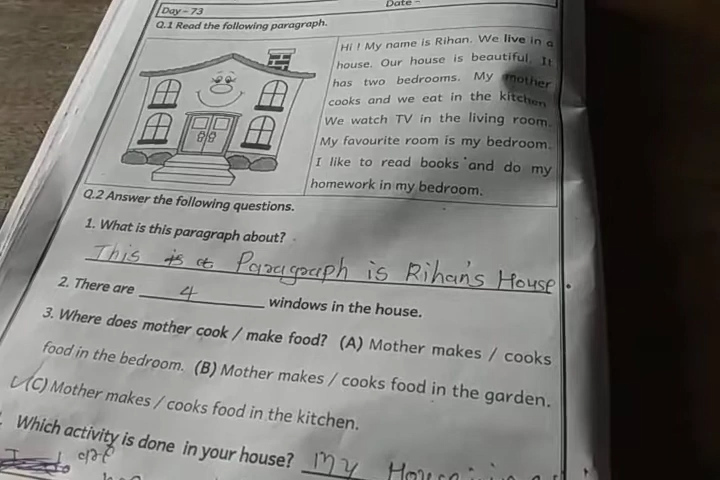 Day - 73
Date -
Q.1 Read the following paragraph.
Hi ! My name is Rihan. We live in a
house. Our house is beautiful. It
has two bedrooms. My mother
cooks and we eat in the kitchen
We watch TV in the living room.
My favourite room is my bedroom.
I like to read books and do my
homework in my bedroom.
Q.2 Answer the following questions.
1. What is this paragraph about?
This is a Paragraph is Rihan's House.
2. There are 4 windows in the house.
3. Where does mother cook / make food? (A) Mother makes / cooks
food in the bedroom. (B) Mother makes / cooks food in the garden.
(C) Mother makes / cooks food in the kitchen.
Which activity is done in your house? My